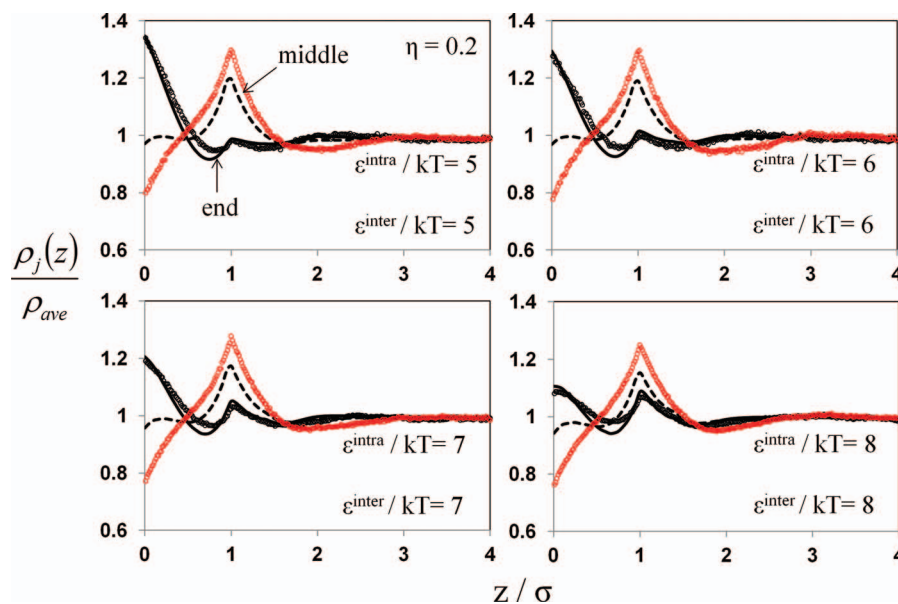 1.4
1.2
1
0.8
0.6
0 1 2 3 4
η = 0.2
middle
end
ε^intra / kT= 5
ε^inter / kT= 5
1.4
1.2
1
0.8
0.6
0 1 2 3 4
ε^intra / kT= 6
ε^inter / kT= 6
ρ_j(z)
ρ_ave
1.4
1.2
1
0.8
0.6
0 1 2 3 4
ε^intra / kT= 7
ε^inter / kT= 7
1.4
1.2
1
0.8
0.6
0 1 2 3 4
ε^intra / kT= 8
ε^inter / kT= 8
z / σ